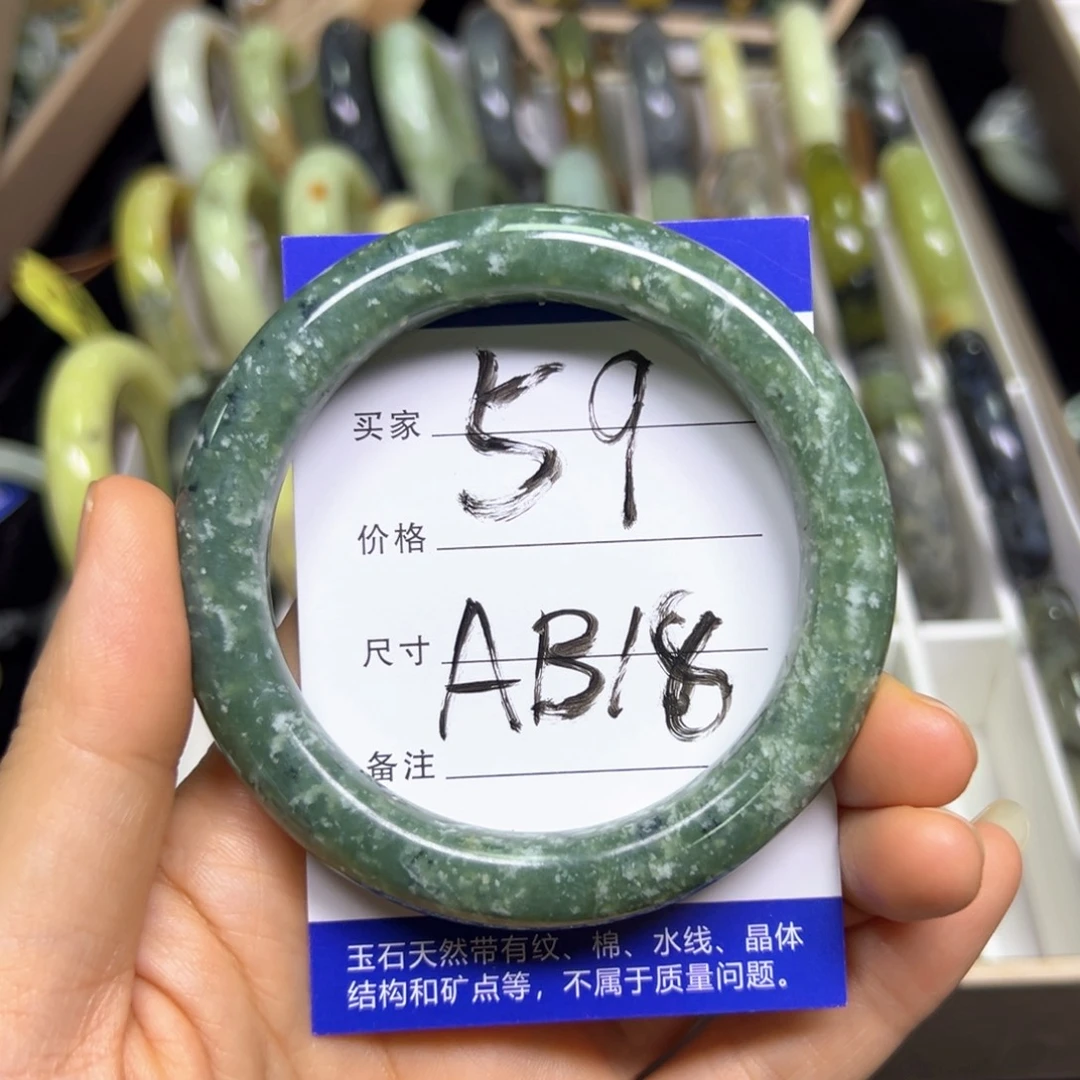 59
买家
价格
AB18
尺寸
备注
玉石天然带有纹、棉、水线、晶体
结构和矿点等，不属于质量问题。